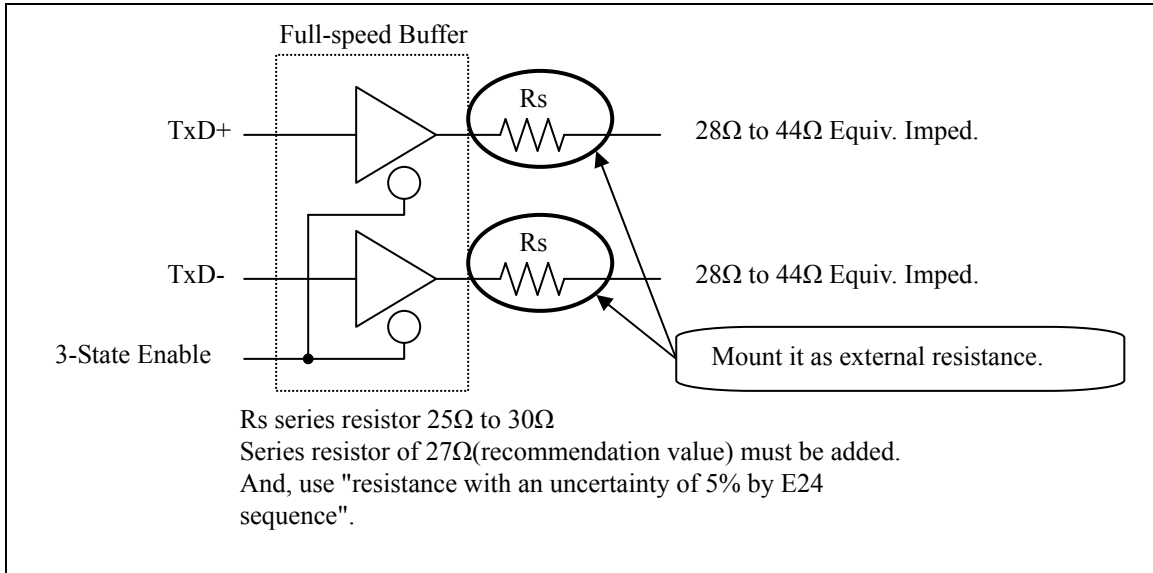 Full-speed Buffer
Rs
TxD+
28Ω to 44Ω Equiv. Imped.
Rs
TxD-
28Ω to 44Ω Equiv. Imped.
3-State Enable
Mount it as external resistance.
Rs series resistor 25Ω to 30Ω
Series resistor of 27Ω(recommendation value) must be added.
And, use "resistance with an uncertainty of 5% by E24
sequence".